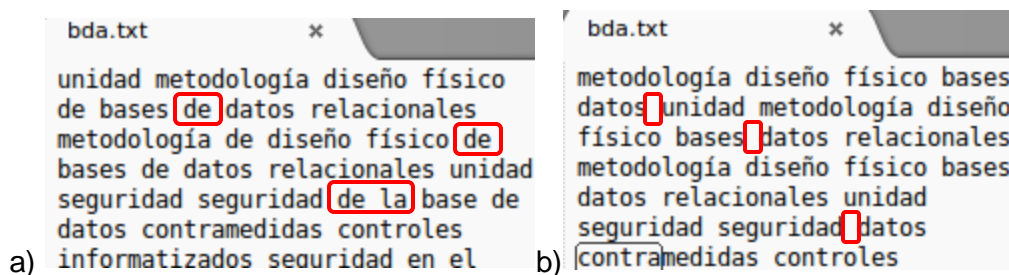 bda.txt ×
unidad metodología diseño físico
de bases de datos relacionales
metodología de diseño físico de
bases de datos relacionales unidad
seguridad seguridad de la base de
datos contramedidas controles
a) informatizados seguridad en el
bda.txt ×
metodología diseño físico bases
datos unidad metodología diseño
físico bases datos relacionales
metodología diseño físico bases
datos relacionales unidad
seguridad seguridad datos
b) contramedidas controles